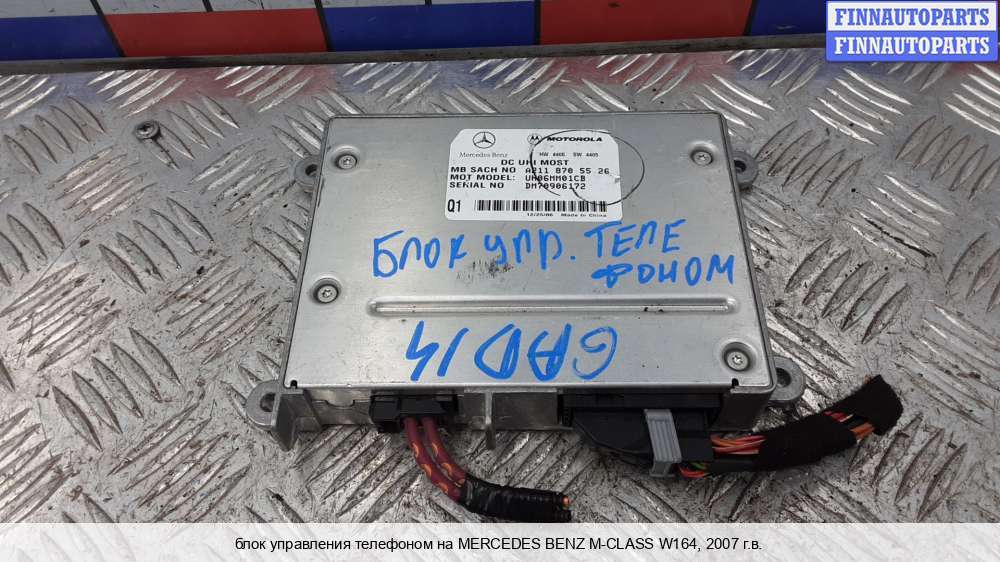 FINNAUTOPARTS
FINNAUTOPARTS
Mercedes Benz MOTOROLA
HW 4405 SW 4405
DC UHI MOST
MB SACH NO A211 870 55 26
MOT MODEL: UH06MM01CB
SERIAL NO DM70906172
Q1
12/25/06 Made In China
БЛОК УПР. ТЕЛЕ
ФОНОМ
GAD14
блок управления телефоном на MERCEDES BENZ M-CLASS W164, 2007 г.в.